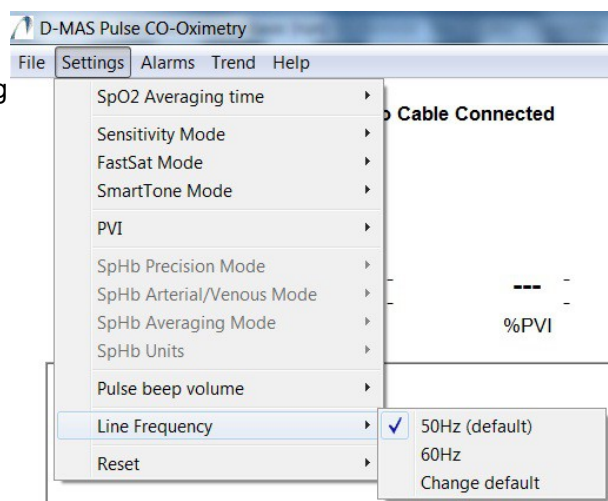 D-MAS Pulse CO-Oximetry
File Settings Alarms Trend Help
g
SpO2 Averaging time
Cable Connected
Sensitivity Mode
FastSat Mode
SmartTone Mode
PVI
SpHb Precision Mode
SpHb Arterial/Venous Mode
---
SpHb Averaging Mode
%PVI
SpHb Units
Pulse beep volume
Line Frequency
50Hz (default)
60Hz
Reset
Change default